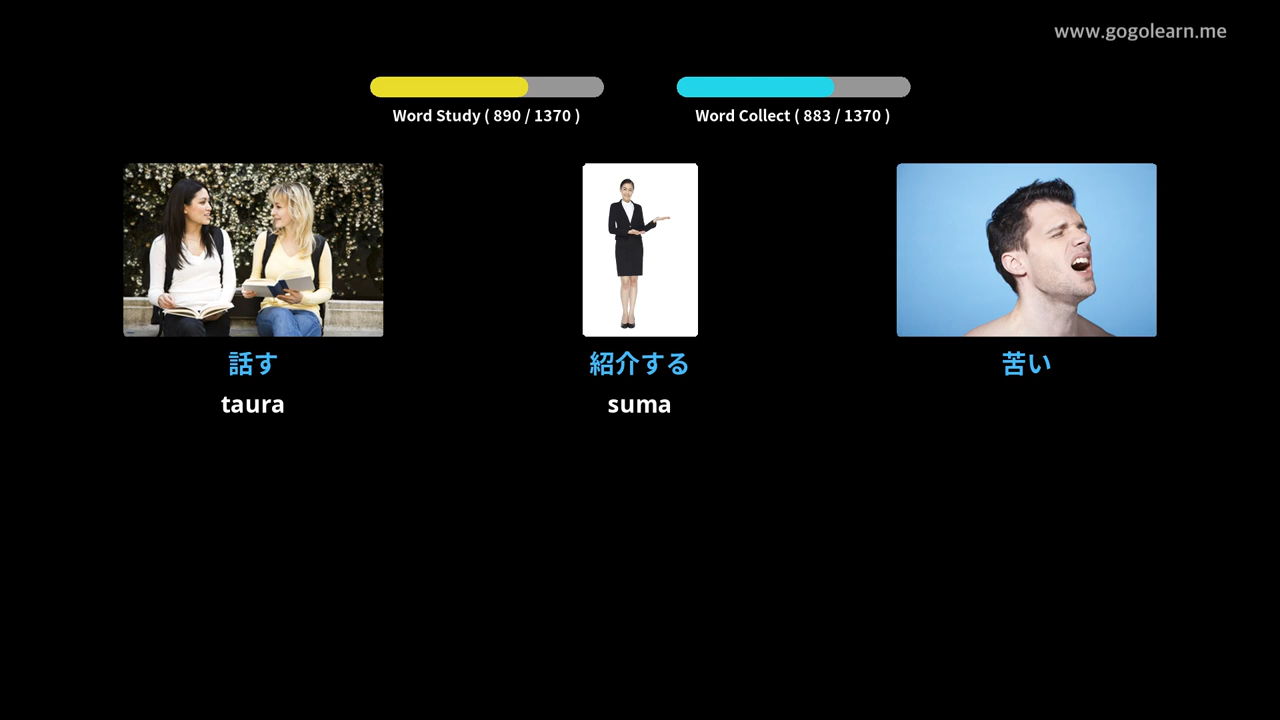 www.gogolearn.me
Word Study ( 890 / 1370 )
Word Collect ( 883 / 1370 )
話す
紹介する
苦い
taura
suma